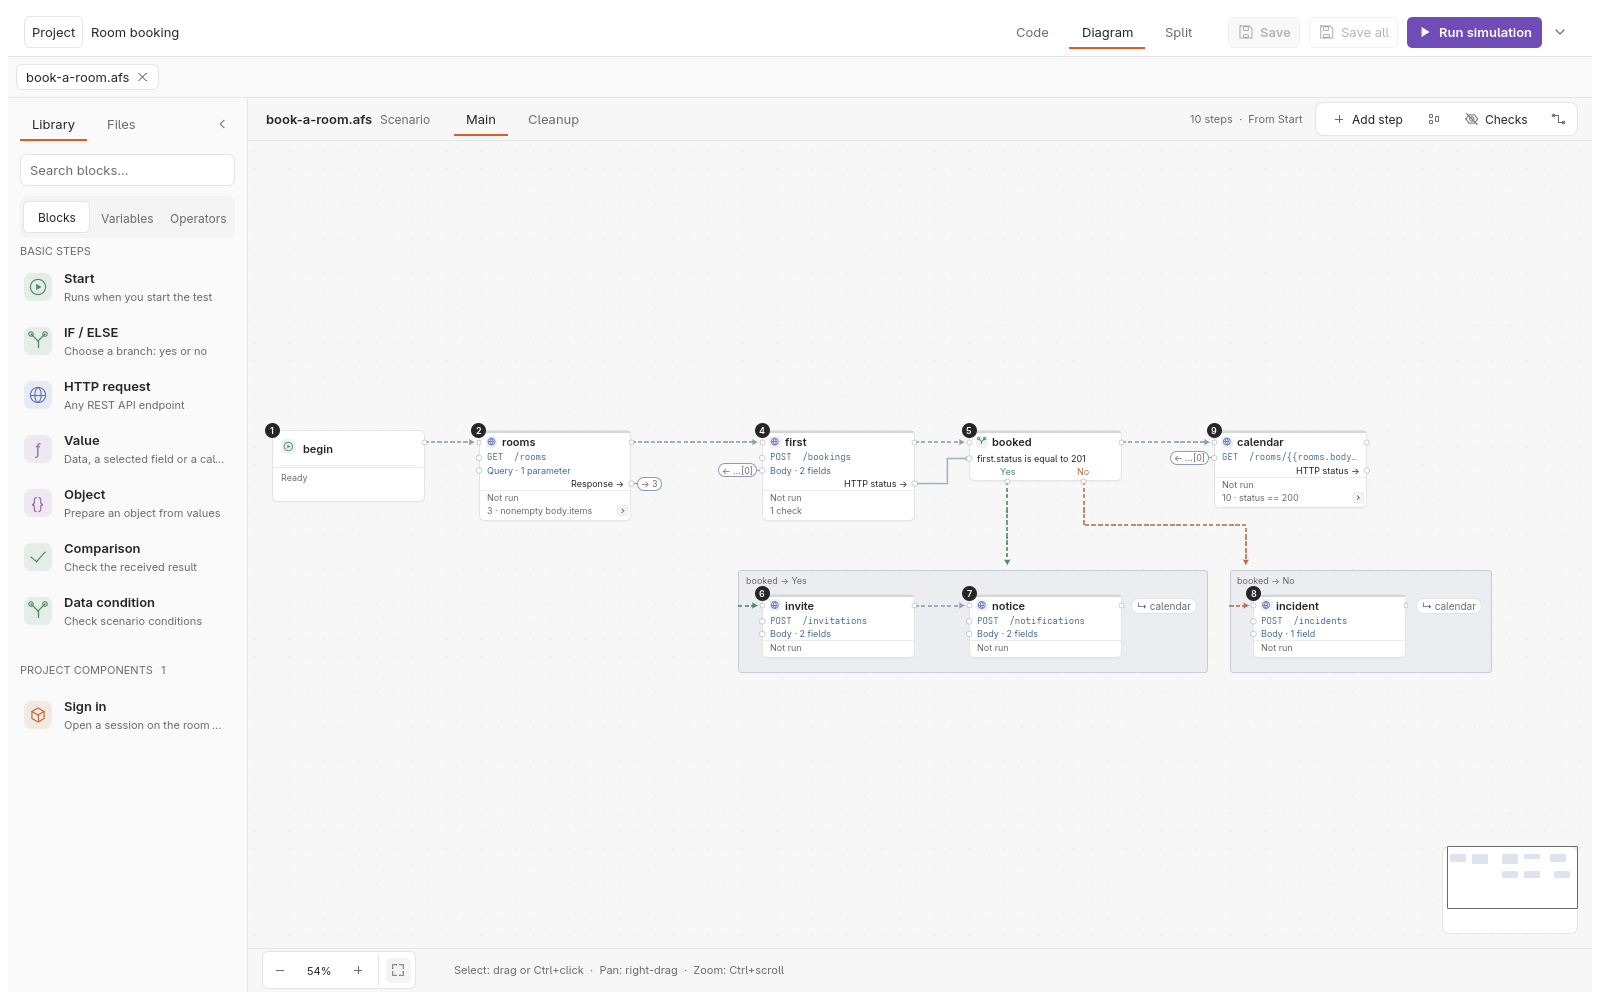 Project Room booking Code Diagram Split Save Save all Run simulation
book-a-room.afs
Library Files
book-a-room.afs Scenario Main Cleanup 10 steps · From Start Add step Checks
Search blocks...
Blocks Variables Operators
BASIC STEPS
Start
Runs when you start the test
IF / ELSE
Choose a branch: yes or no
HTTP request
Any REST API endpoint
Value
Data, a selected field or a cal...
Object
Prepare an object from values
Comparison
Check the received result
Data condition
Check scenario conditions
PROJECT COMPONENTS 1
Sign in
Open a session on the room ...
1
begin
Ready
2
rooms
GET /rooms
Query · 1 parameter
Response →
→ 3
Not run
3 · nonempty body.items
4
first
POST /bookings
← ...[0]
Body · 2 fields
HTTP status →
Not run
1 check
5
booked
first.status is equal to 201
Yes No
9
calendar
← ...[0]
GET /rooms/{{rooms.body…
HTTP status →
Not run
10 · status == 200
booked → Yes
6
invite
POST /invitations
Body · 2 fields
Not run
7
notice
POST /notifications
Body · 2 fields
Not run
↳ calendar
booked → No
8
incident
POST /incidents
Body · 1 field
Not run
↳ calendar
− 54% +
Select: drag or Ctrl+click · Pan: right-drag · Zoom: Ctrl+scroll